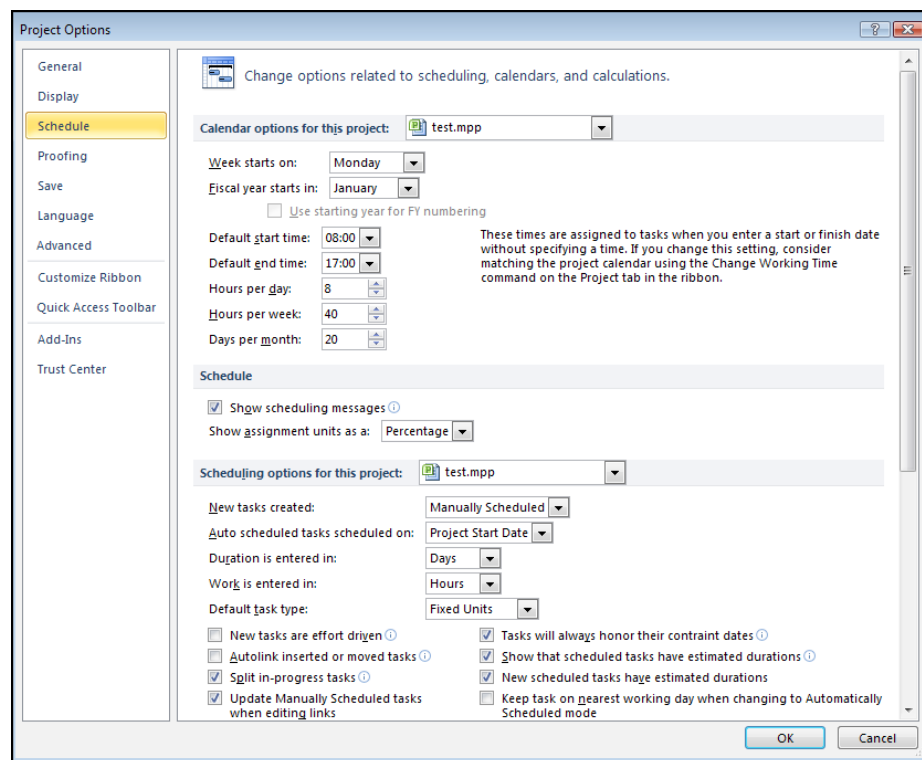 Project Options
General
Display
Schedule
Proofing
Save
Language
Advanced
Customize Ribbon
Quick Access Toolbar
Add-Ins
Trust Center
Change options related to scheduling, calendars, and calculations.
Calendar options for this project: test.mpp
Week starts on: Monday
Fiscal year starts in: January
Use starting year for FY numbering
Default start time: 08:00
Default end time: 17:00
Hours per day: 8
Hours per week: 40
Days per month: 20
These times are assigned to tasks when you enter a start or finish date
without specifying a time. If you change this setting, consider
matching the project calendar using the Change Working Time
command on the Project tab in the ribbon.
Schedule
Show scheduling messages
Show assignment units as a: Percentage
Scheduling options for this project: test.mpp
New tasks created: Manually Scheduled
Auto scheduled tasks scheduled on: Project Start Date
Duration is entered in: Days
Work is entered in: Hours
Default task type: Fixed Units
New tasks are effort driven
Autolink inserted or moved tasks
Split in-progress tasks
Update Manually Scheduled tasks
when editing links
Tasks will always honor their contraint dates
Show that scheduled tasks have estimated durations
New scheduled tasks have estimated durations
Keep task on nearest working day when changing to Automatically
Scheduled mode
OK
Cancel